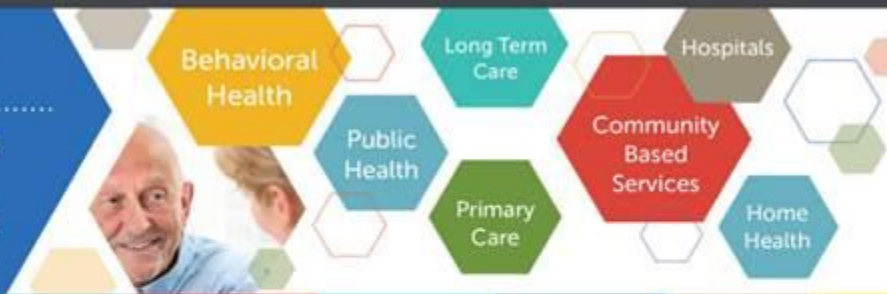 Behavioral
Health
Long Term
Care
Hospitals
Public
Health
Community
Based
Services
Primary
Care
Home
Health